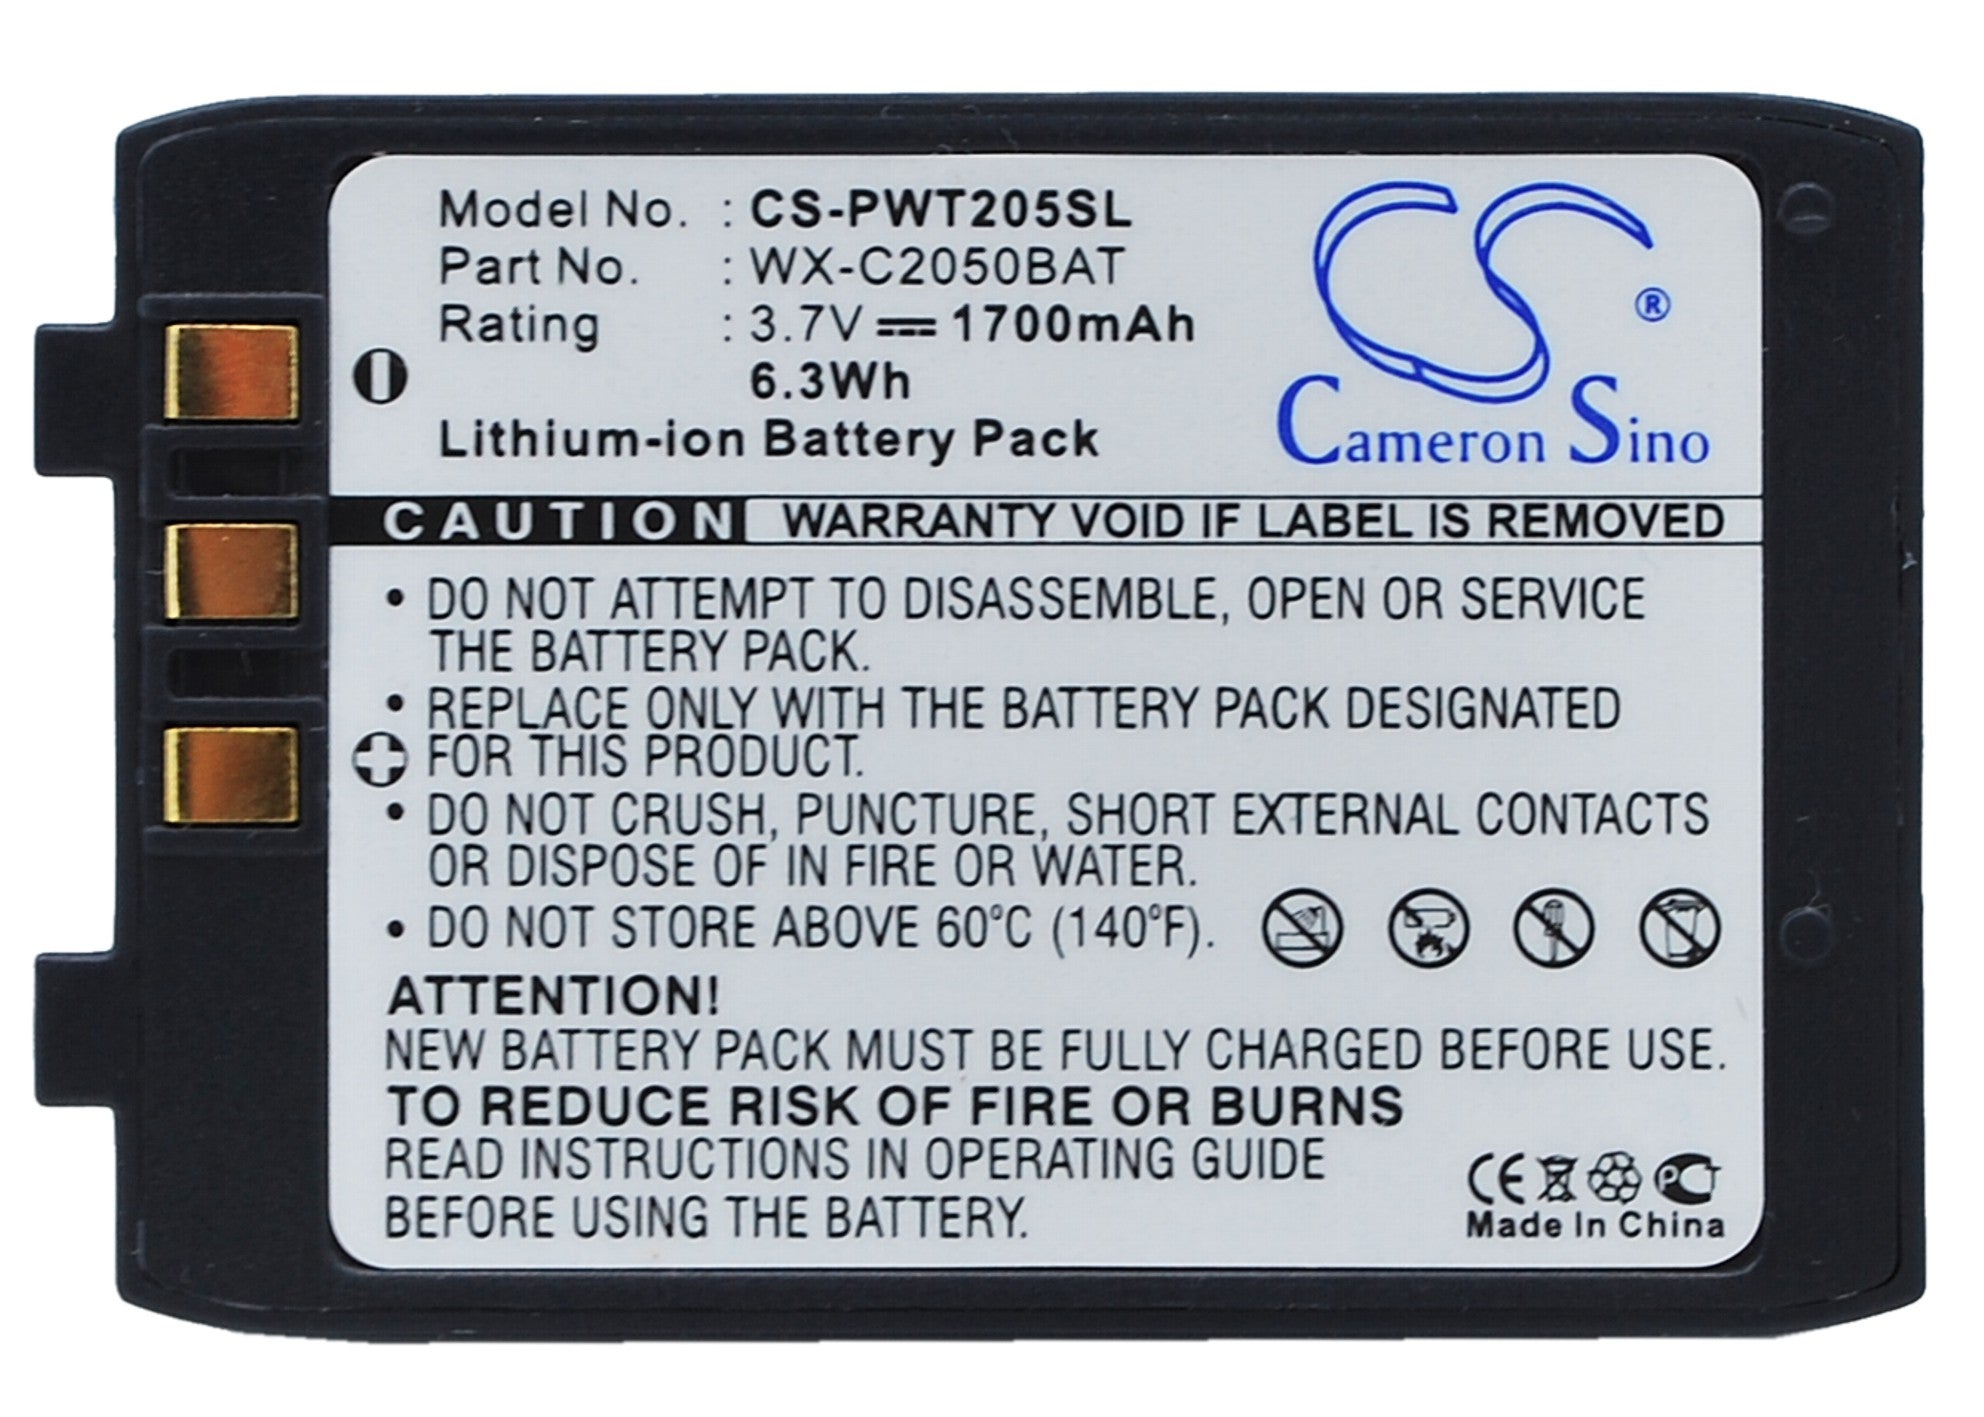 Model No. : CS-PWT205SL
Part No. : WX-C2050BAT
Rating : 3.7V 1700mAh
6.3Wh
Lithium-ion Battery Pack
CS ®
Cameron Sino
CAUTION WARRANTY VOID IF LABEL IS REMOVED
• DO NOT ATTEMPT TO DISASSEMBLE, OPEN OR SERVICE
THE BATTERY PACK.
• REPLACE ONLY WITH THE BATTERY PACK DESIGNATED
FOR THIS PRODUCT.
• DO NOT CRUSH, PUNCTURE, SHORT EXTERNAL CONTACTS
OR DISPOSE OF IN FIRE OR WATER.
• DO NOT STORE ABOVE 60°C (140°F).
ATTENTION!
NEW BATTERY PACK MUST BE FULLY CHARGED BEFORE USE.
TO REDUCE RISK OF FIRE OR BURNS
READ INSTRUCTIONS IN OPERATING GUIDE
BEFORE USING THE BATTERY.
CE PC
Made In China